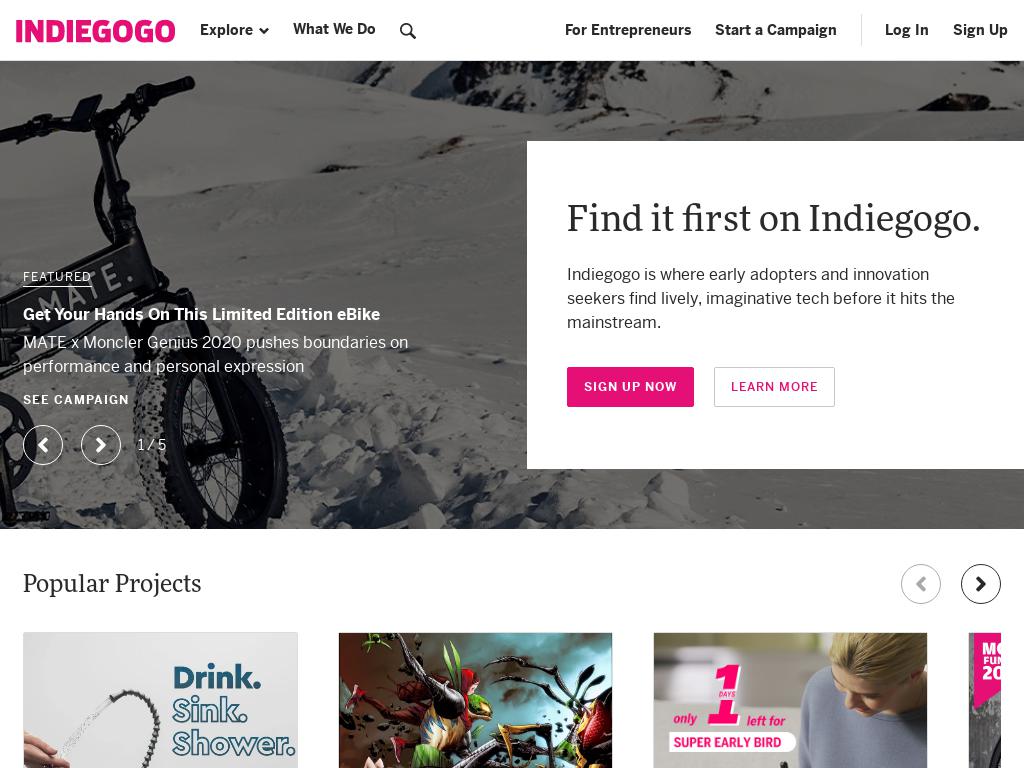 INDIEGOGO
Explore
What We Do
For Entrepreneurs
Start a Campaign
Log In
Sign Up
MATE.
FEATURED
Get Your Hands On This Limited Edition eBike
MATE x Moncler Genius 2020 pushes boundaries on
performance and personal expression
SEE CAMPAIGN
1 / 5
Find it first on Indiegogo.
Indiegogo is where early adopters and innovation
seekers find lively, imaginative tech before it hits the
mainstream.
SIGN UP NOW
LEARN MORE
Popular Projects
Drink.
Sink.
Shower.
1
DAYS
only left for
SUPER EARLY BIRD